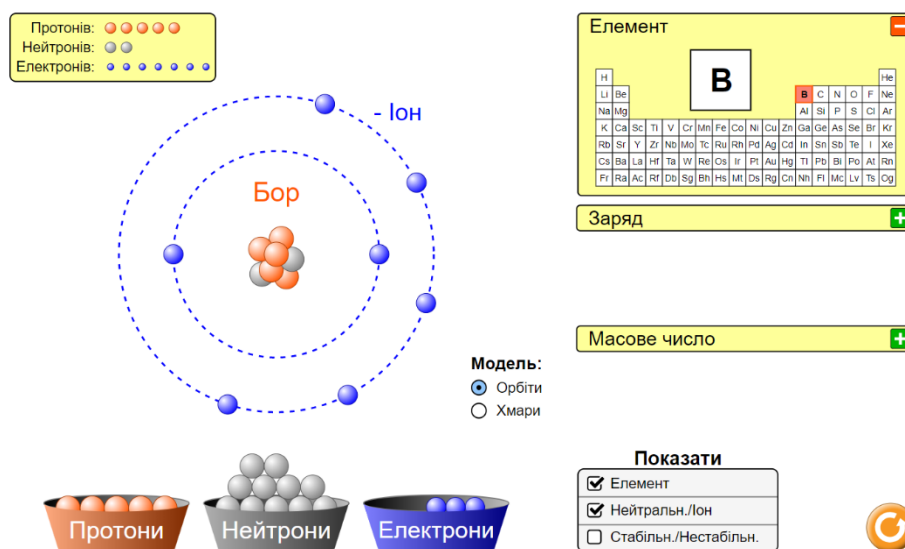 Протонів:
Нейтронів:
Електронів:
- Іон
Бор
Елемент
B
H He
Li Be B C N O F Ne
Na Mg Al Si P S Cl Ar
K Ca Sc Ti V Cr Mn Fe Co Ni Cu Zn Ga Ge As Se Br Kr
Rb Sr Y Zr Nb Mo Tc Ru Rh Pd Ag Cd In Sn Sb Te I Xe
Cs Ba La Hf Ta W Re Os Ir Pt Au Hg Tl Pb Bi Po At Rn
Fr Ra Ac Rf Db Sg Bh Hs Mt Ds Rg Cn Nh Fl Mc Lv Ts Og
Заряд
Масове число
Модель:
Орбіти
Хмари
Протони
Нейтрони
Електрони
Показати
Елемент
Нейтральн./Іон
Стабільн./Нестабільн.